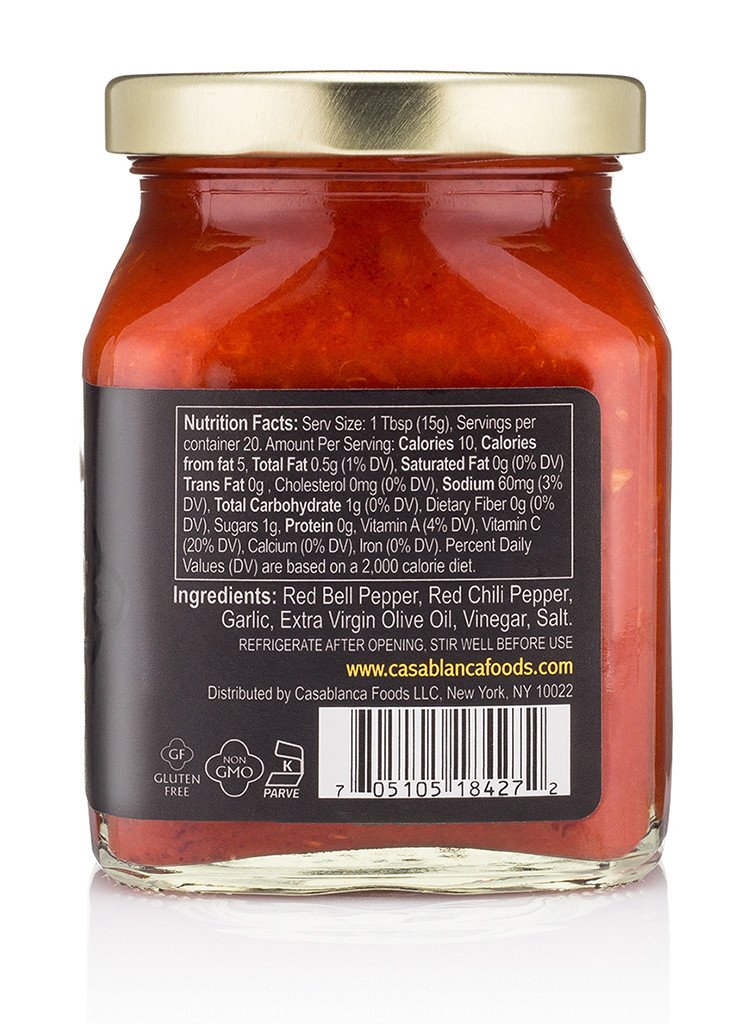 Nutrition Facts: Serv Size: 1 Tbsp (15g), Servings per
container 20. Amount Per Serving: Calories 10, Calories
from fat 5, Total Fat 0.5g (1% DV), Saturated Fat 0g (0% DV)
Trans Fat 0g , Cholesterol 0mg (0% DV), Sodium 60mg (3%
DV), Total Carbohydrate 1g (0% DV), Dietary Fiber 0g (0%
DV), Sugars 1g, Protein 0g, Vitamin A (4% DV), Vitamin C
(20% DV), Calcium (0% DV), Iron (0% DV). Percent Daily
Values (DV) are based on a 2,000 calorie diet.
Ingredients: Red Bell Pepper, Red Chili Pepper,
Garlic, Extra Virgin Olive Oil, Vinegar, Salt.
REFRIGERATE AFTER OPENING, STIR WELL BEFORE USE
www.casablancafoods.com
Distributed by Casablanca Foods LLC, New York, NY 10022
GF
GLUTEN
FREE
NON
GMO
K
PARVE
7 05105 18427 2